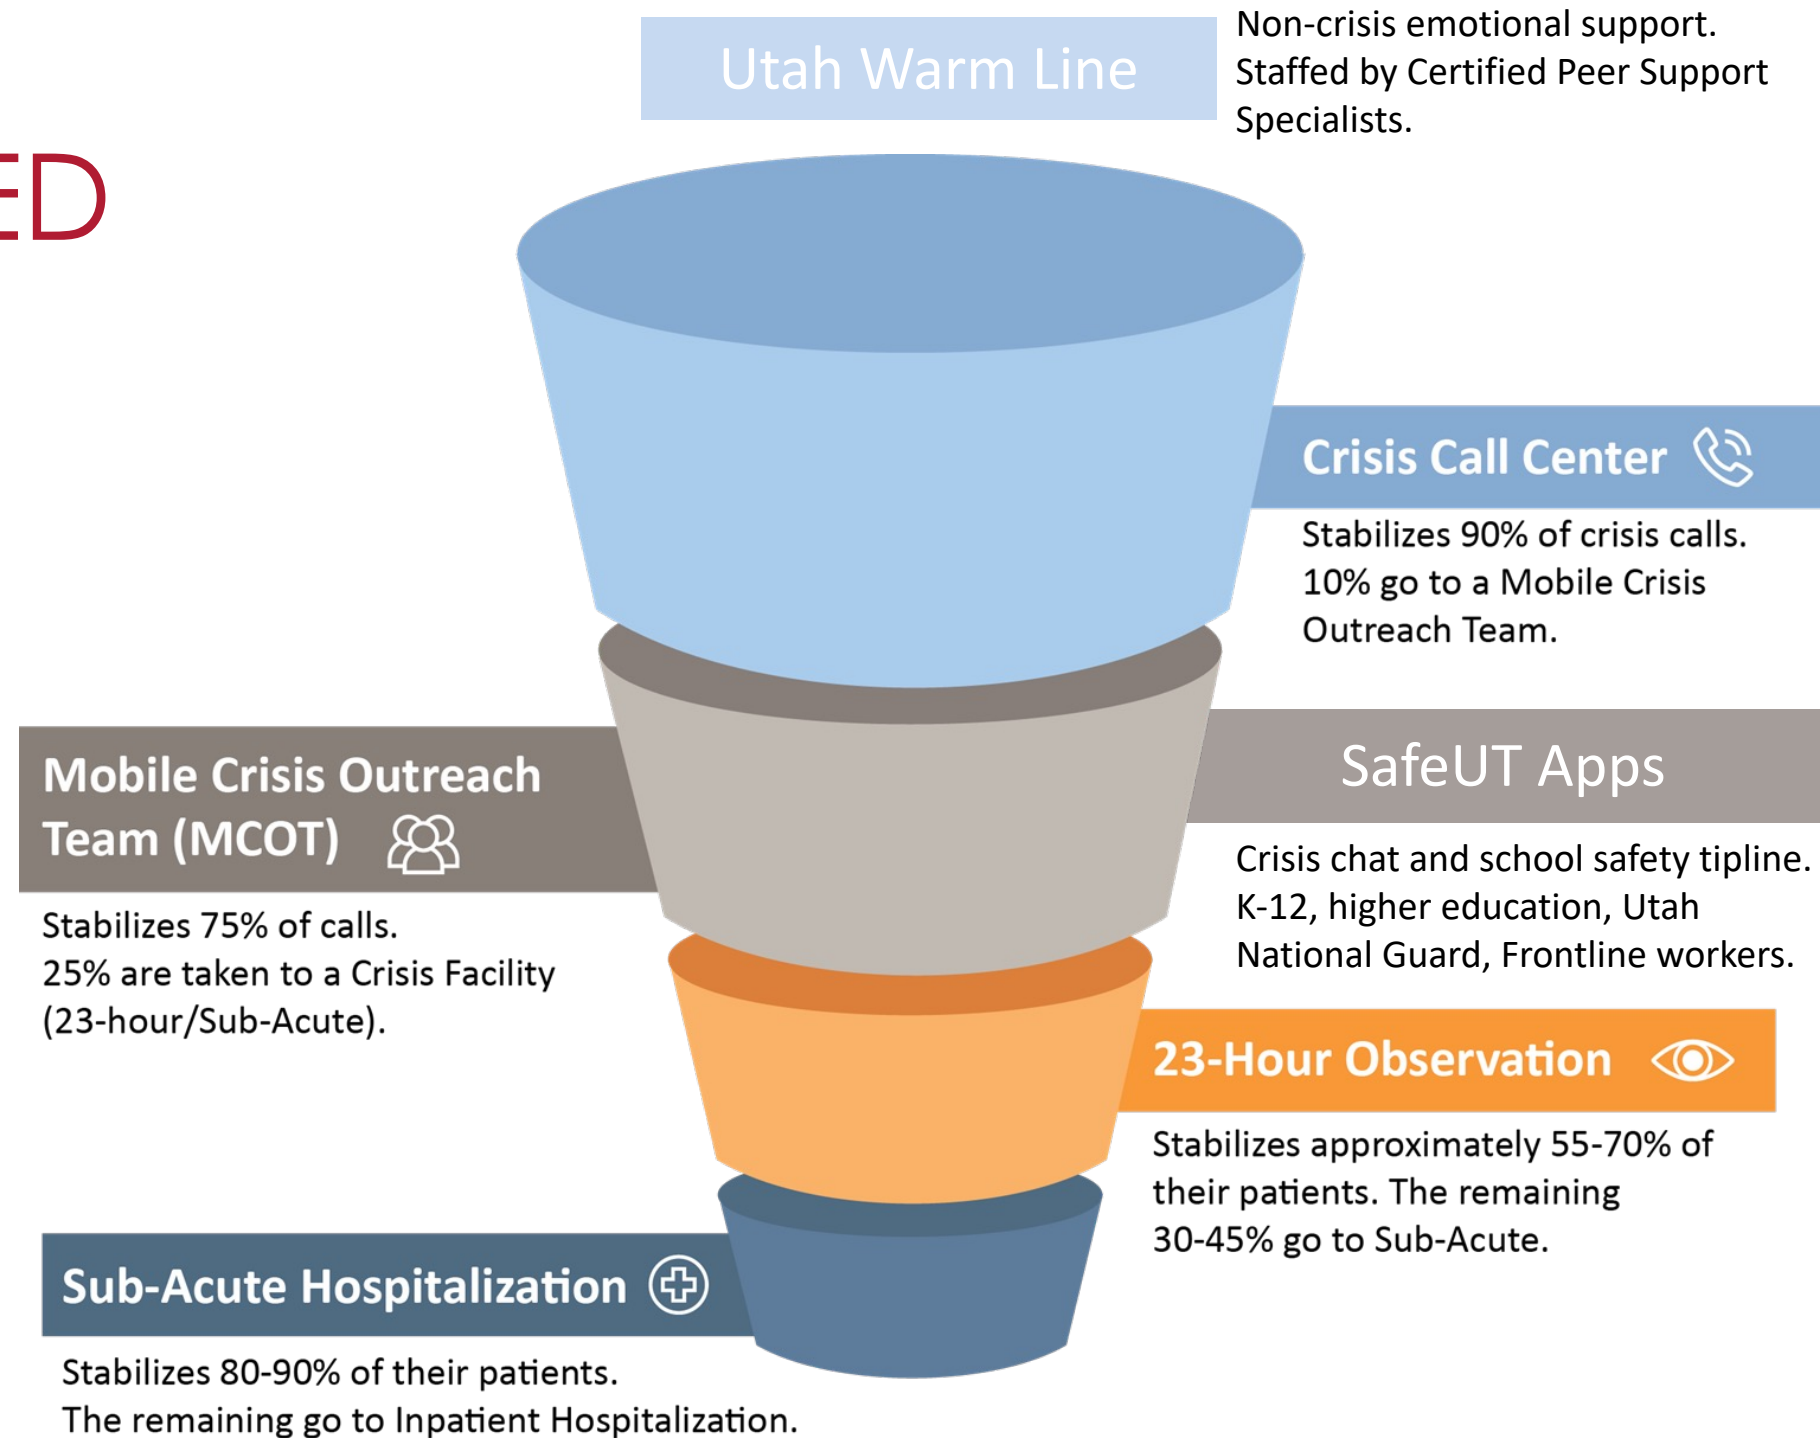 Utah Warm Line
Non-crisis emotional support.
Staffed by Certified Peer Support
Specialists.
ED
Crisis Call Center
Stabilizes 90% of crisis calls.
10% go to a Mobile Crisis
Outreach Team.
Mobile Crisis Outreach
Team (MCOT)
Stabilizes 75% of calls.
25% are taken to a Crisis Facility
(23-hour/Sub-Acute).
SafeUT Apps
Crisis chat and school safety tipline.
K-12, higher education, Utah
National Guard, Frontline workers.
23-Hour Observation
Stabilizes approximately 55-70% of
their patients. The remaining
30-45% go to Sub-Acute.
Sub-Acute Hospitalization
Stabilizes 80-90% of their patients.
The remaining go to Inpatient Hospitalization.